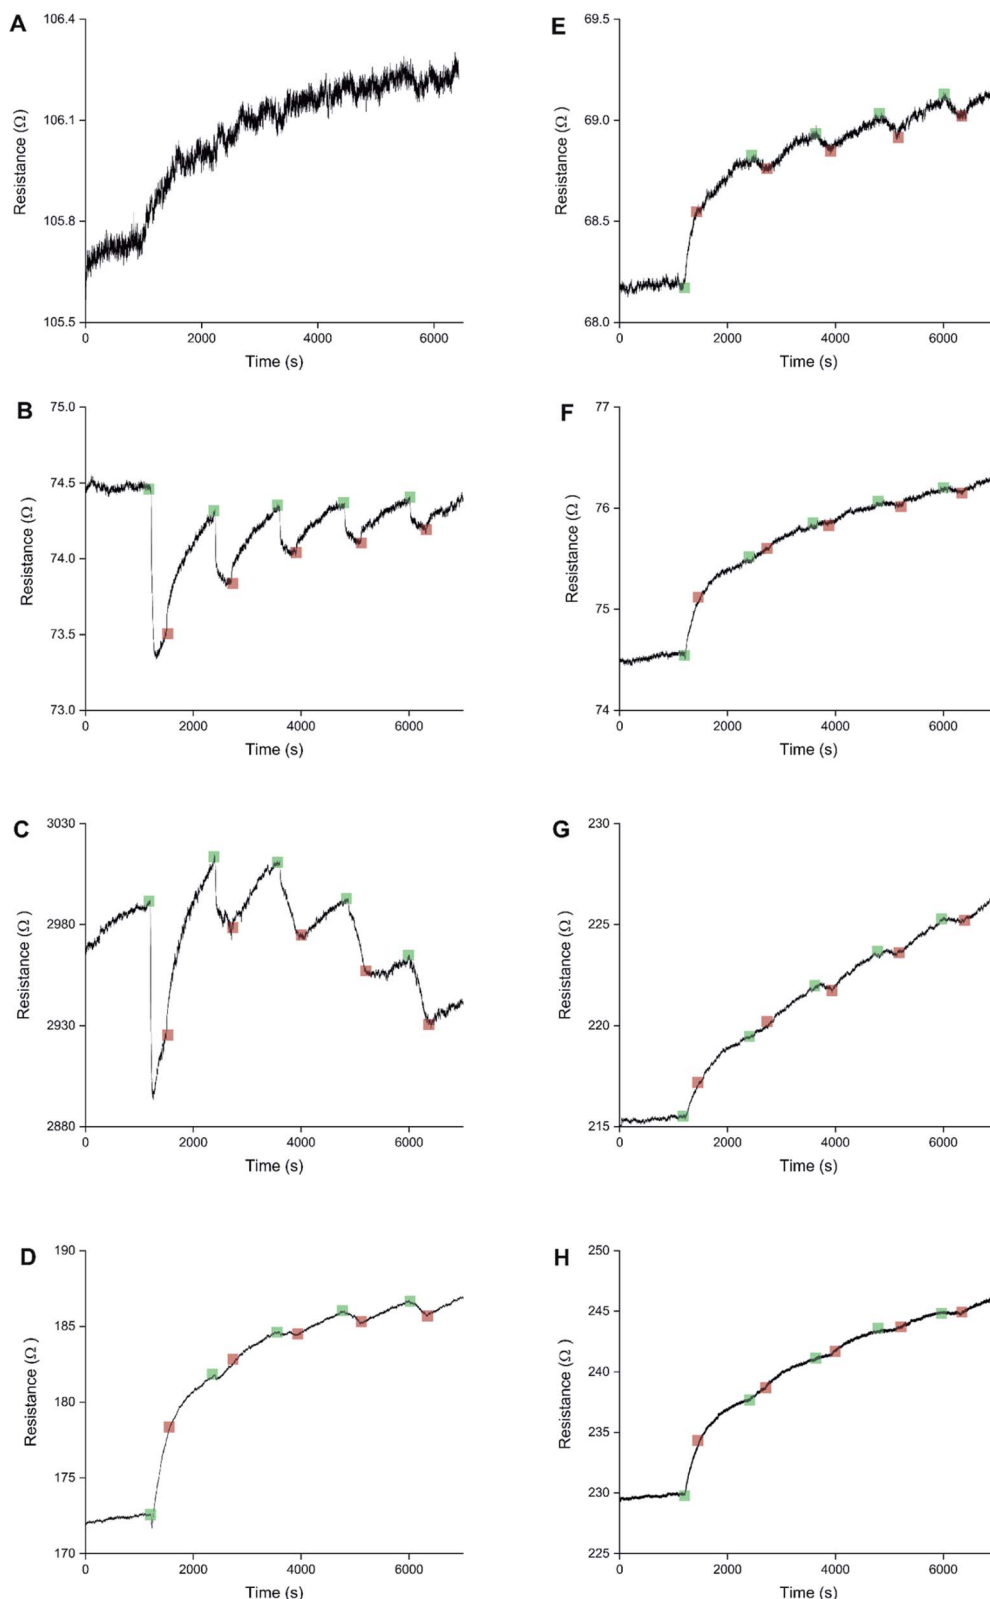 A
106.4
106.1
105.8
105.5
Resistance (Ω)
0 2000 4000 6000
Time (s)
E
69.5
69.0
68.5
68.0
Resistance (Ω )
0 2000 4000 6000
Time (s)
B
75.0
74.5
74.0
73.5
73.0
Resistance (Ω )
0 2000 4000 6000
Time (s)
F
77
76
75
74
Resistance (Ω )
0 2000 4000 6000
Time (s)
C
3030
2980
2930
2880
Resistance (Ω )
0 2000 4000 6000
Time (s)
G
230
225
220
215
Resistance (Ω )
0 2000 4000 6000
Time (s)
D
190
185
180
175
170
Resistance (Ω )
0 2000 4000 6000
Time (s)
H
250
245
240
235
230
225
Resistance (Ω )
0 2000 4000 6000
Time (s)